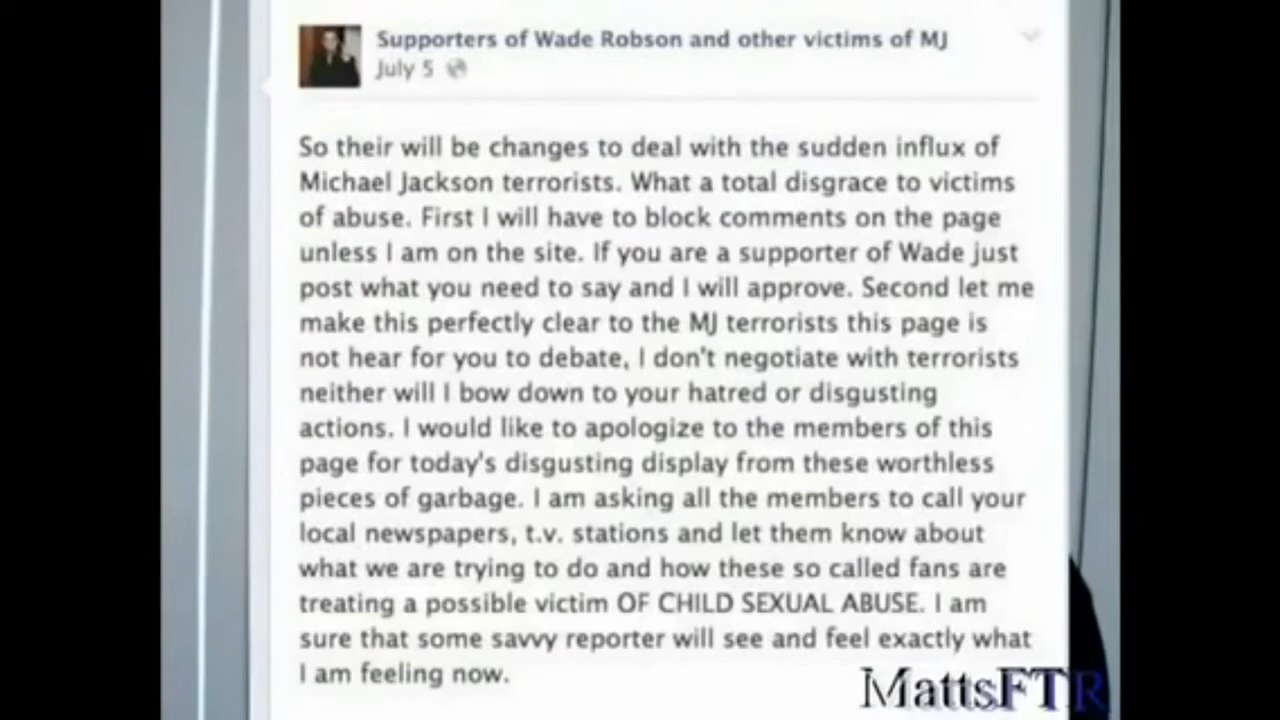 Supporters of Wade Robson and other victims of MJ
July 5
So their will be changes to deal with the sudden influx of
Michael Jackson terrorists. What a total disgrace to victims
of abuse. First I will have to block comments on the page
unless I am on the site. If you are a supporter of Wade just
post what you need to say and I will approve. Second let me
make this perfectly clear to the MJ terrorists this page is
not hear for you to debate, I don't negotiate with terrorists
neither will I bow down to your hatred or disgusting
actions. I would like to apologize to the members of this
page for today's disgusting display from these worthless
pieces of garbage. I am asking all the members to call your
local newspapers, t.v. stations and let them know about
what we are trying to do and how these so called fans are
treating a possible victim OF CHILD SEXUAL ABUSE. I am
sure that some savvy reporter will see and feel exactly what
I am feeling now.
MattsFTR